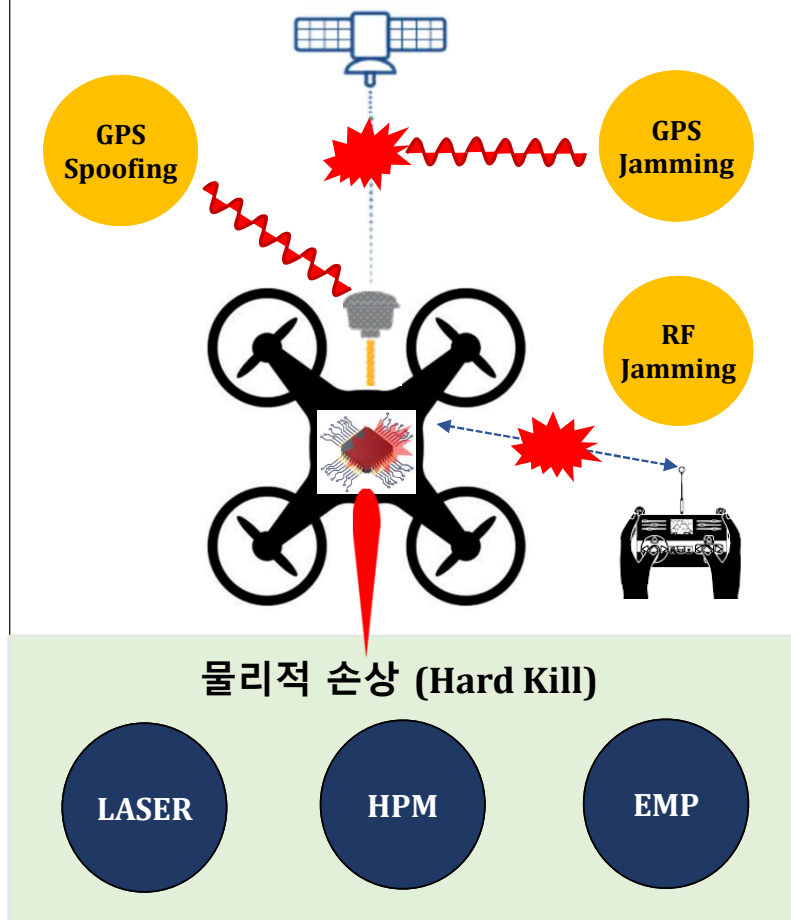 GPS
Spoofing
GPS
Jamming
RF
Jamming
물리적 손상 (Hard Kill)
LASER
HPM
EMP